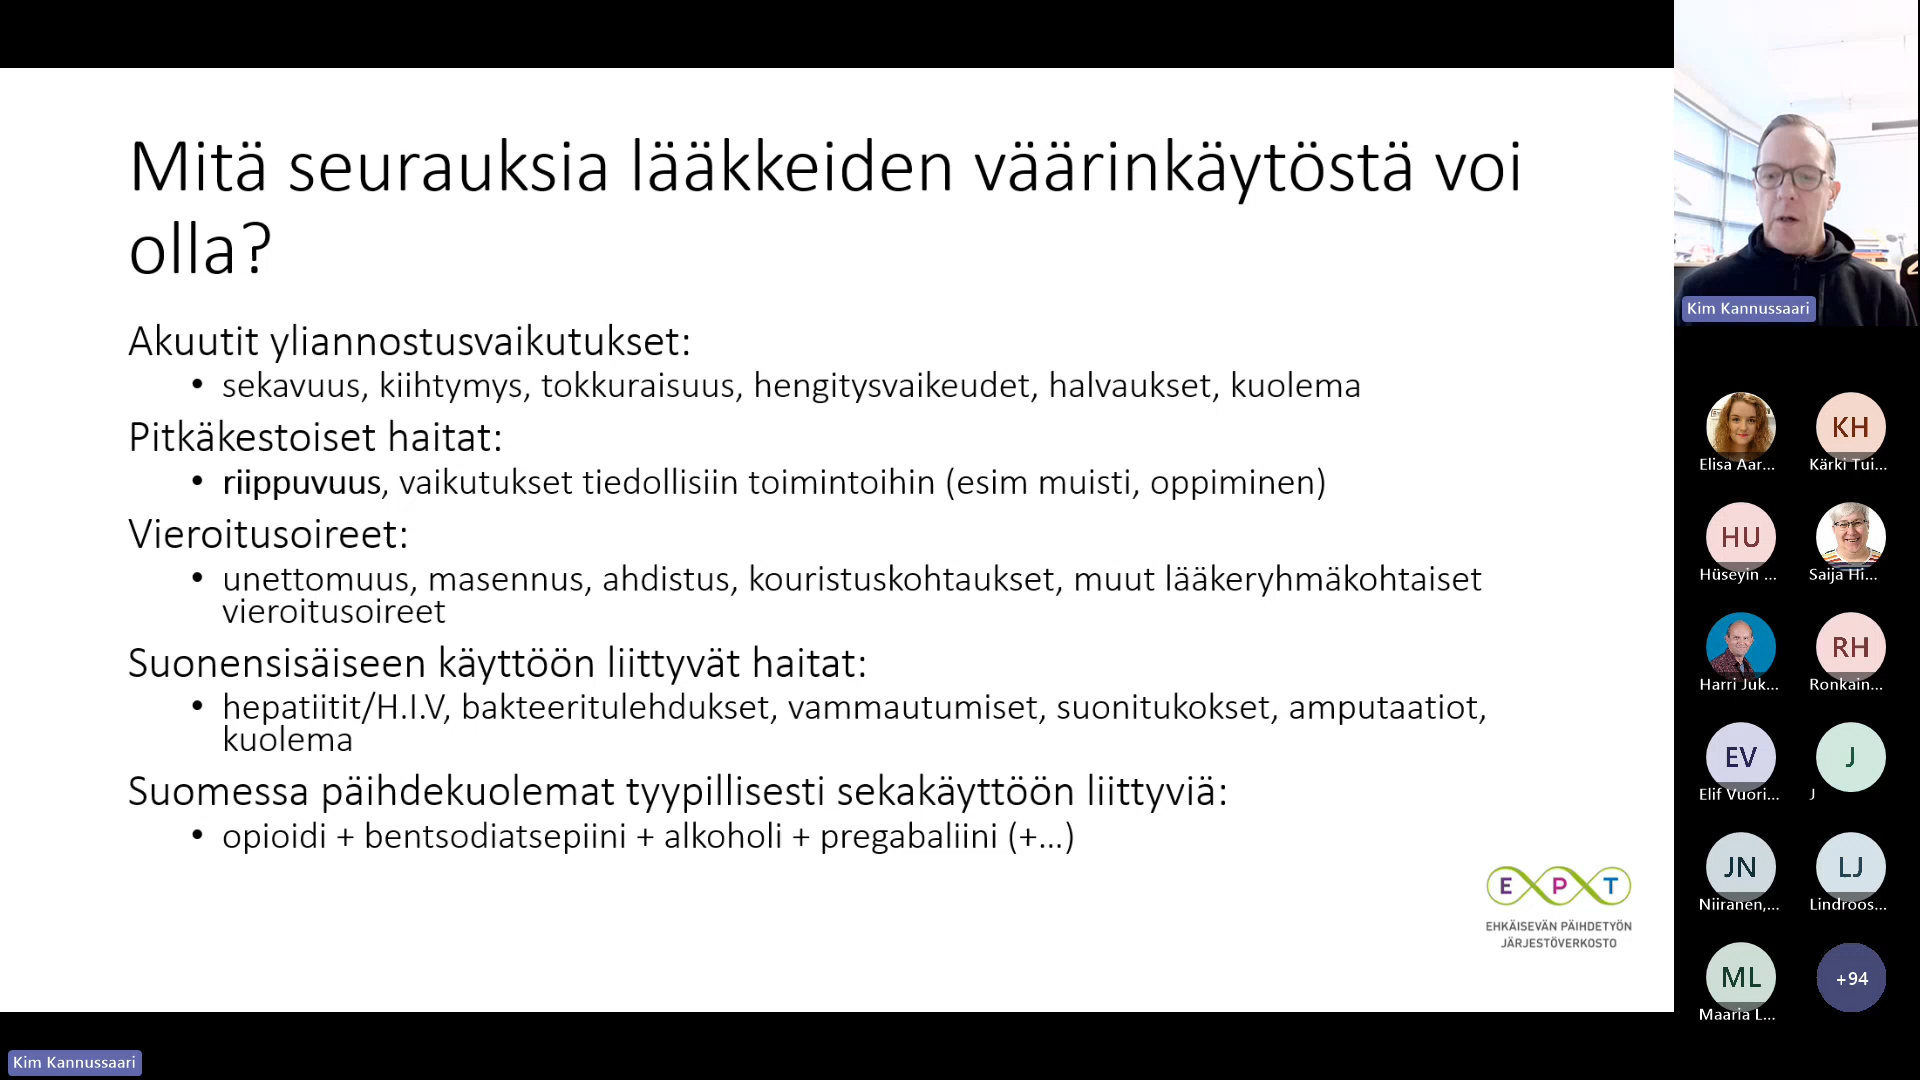 Mitä seurauksia lääkkeiden väärinkäytöstä voi
olla?
Akuutit yliannostusvaikutukset:
• sekavuus, kiihtymys, tokkuraisuus, hengitysvaikeudet, halvaukset, kuolema
Pitkäkestoiset haitat:
• riippuvuus, vaikutukset tiedollisiin toimintoihin (esim muisti, oppiminen)
Vieroitusoireet:
• unettomuus, masennus, ahdistus, kouristuskohtaukset, muut lääkeryhmäkohtaiset
vieroitusoireet
Suonensisäiseen käyttöön liittyvät haitat:
• hepatiitit/H.I.V, bakteeritulehdukset, vammautumiset, suonitukokset, amputaatiot,
kuolema
Suomessa päihdekuolemat tyypillisesti sekakäyttöön liittyviä:
• opioidi + bentsodiatsepiini + alkoholi + pregabaliini (+...)
E P T
EHKÄISEVÄN PÄIHDETYÖN
JÄRJESTÖVERKOSTO
Kim Kannussaari
Elisa Aar...
KH
Kärki Tui...
HU
Hüseyin ...
Saija Hi...
Harri Juk...
RH
Ronkain...
EV
Elif Vuori...
J
J
JN
Niiranen,...
LJ
Lindroos...
ML
Maaria L...
+94
Kim Kannussaari